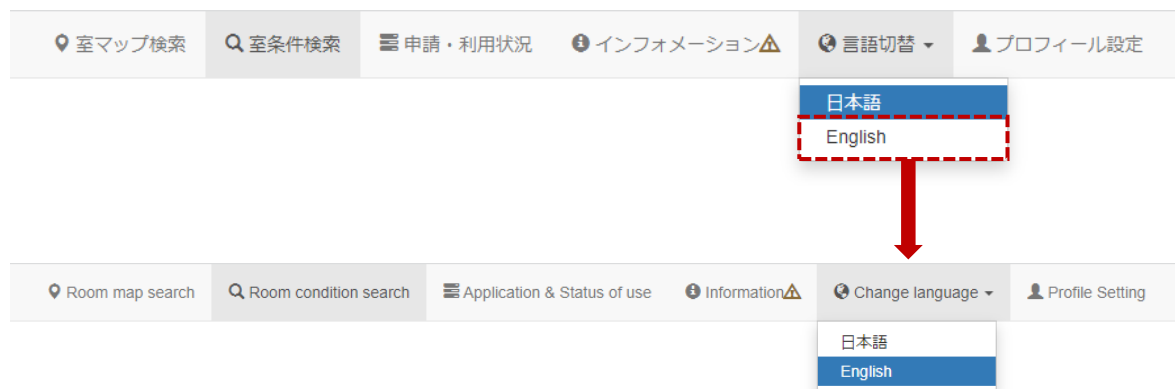 室マップ検索 室条件検索 申請・利用状況 インフォメーション 言語切替 プロフィール設定
日本語
English
Room map search Room condition search Application & Status of use Information Change language Profile Setting
日本語
English